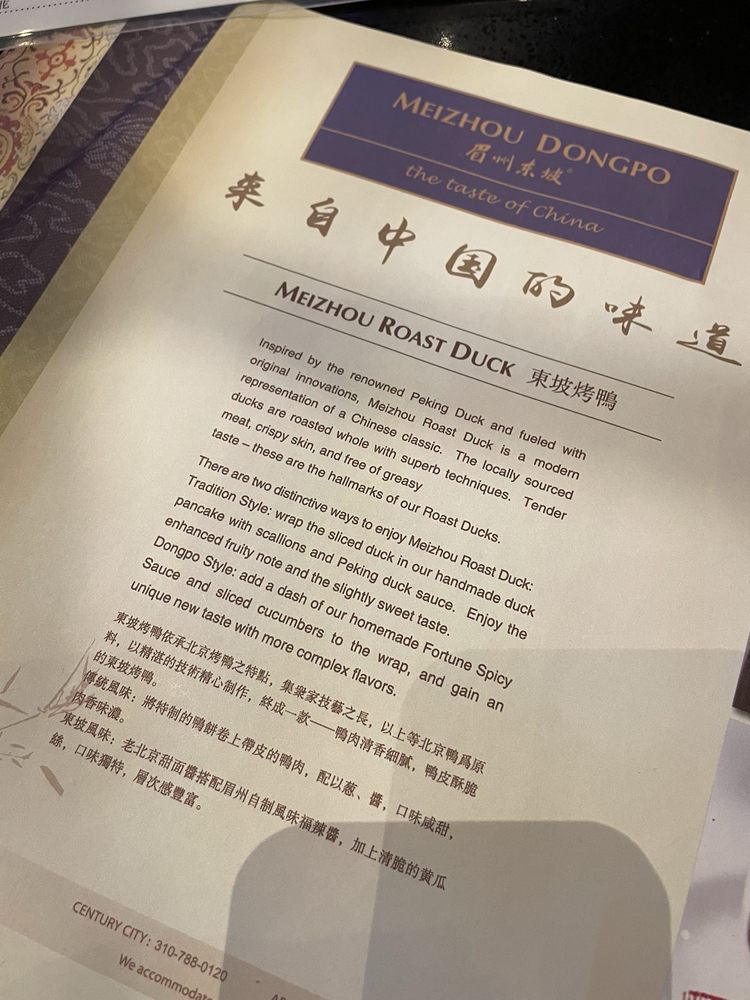 MEIZHOU DONGPO
眉州东坡
the taste of China
来自中国的味道
MEIZHOU ROAST DUCK 東坡烤鴨
Inspired by the renowned Peking Duck and fueled with
original innovations, Meizhou Roast Duck is a modern
representation of a Chinese classic. The locally sourced
ducks are roasted whole with superb techniques. Tender
meat, crispy skin, and free of greasy
taste – these are the hallmarks of our Roast Ducks.
There are two distinctive ways to enjoy Meizhou Roast Duck:
Tradition Style: wrap the sliced duck in our handmade duck
pancake with scallions and Peking duck sauce. Enjoy the
enhanced fruity note and the slightly sweet taste.
Dongpo Style: add a dash of our homemade Fortune Spicy
Sauce and sliced cucumbers to the wrap, and gain an
unique new taste with more complex flavors.
東坡烤鴨依承北京烤鴨之特點，集衆家技藝之長，以上等北京鴨爲原
料，以精湛的技術精心制作，終成一款——鴨肉清香細膩，鴨皮酥脆
的東坡烤鴨。
傳統風味：將特制的鴨餅卷上帶皮的鴨肉，配以葱、醬，口味咸甜，
肉香味濃。
東坡風味：老北京甜面醬搭配眉州自制風味福辣醬，加上清脆的黄瓜
絲，口味獨特，層次感豐富。
CENTURY CITY: 310-788-0120
We accommodate